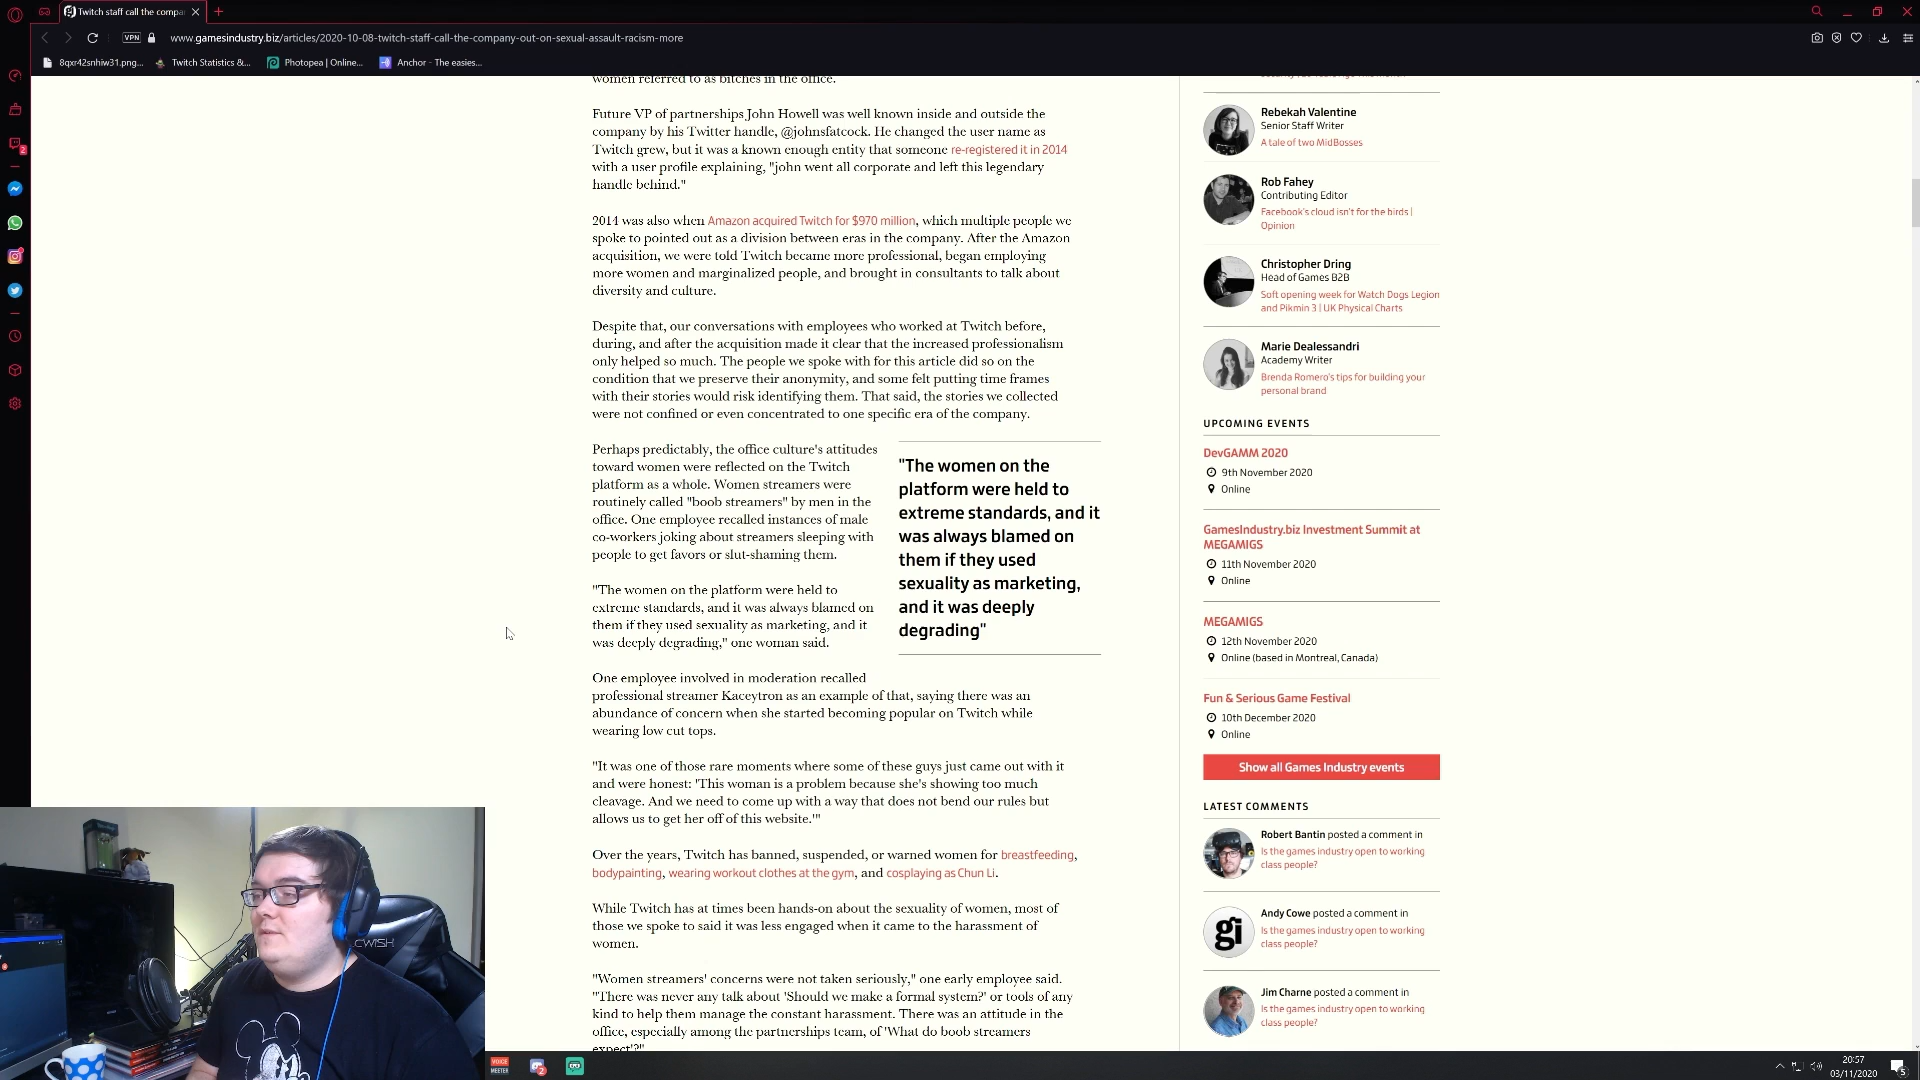 Twitch staff call the compa
VPN
www.gamesindustry.biz/articles/2020-10-08-twitch-staff-call-the-company-out-on-sexual-assault-racism-more
8qxr42snhiw31.png...
Twitch Statistics &...
Photopea | Online...
Anchor - The easies...
women referred to as bitches in the office.
Future VP of partnerships John Howell was well known inside and outside the
company by his Twitter handle, @johnsfatcock. He changed the user name as
Twitch grew, but it was a known enough entity that someone re-registered it in 2014
with a user profile explaining, "john went all corporate and left this legendary
handle behind."
2014 was also when Amazon acquired Twitch for $970 million, which multiple people we
spoke to pointed out as a division between eras in the company. After the Amazon
acquisition, we were told Twitch became more professional, began employing
more women and marginalized people, and brought in consultants to talk about
diversity and culture.
Despite that, our conversations with employees who worked at Twitch before,
during, and after the acquisition made it clear that the increased professionalism
only helped so much. The people we spoke with for this article did so on the
condition that we preserve their anonymity, and some felt putting time frames
with their stories would risk identifying them. That said, the stories we collected
were not confined or even concentrated to one specific era of the company.
Perhaps predictably, the office culture's attitudes
toward women were reflected on the Twitch
platform as a whole. Women streamers were
routinely called "boob streamers" by men in the
office. One employee recalled instances of male
co-workers joking about streamers sleeping with
people to get favors or slut-shaming them.
"The women on the platform were held to
extreme standards, and it was always blamed on
them if they used sexuality as marketing, and it
was deeply degrading," one woman said.
"The women on the
platform were held to
extreme standards, and it
was always blamed on
them if they used
sexuality as marketing,
and it was deeply
degrading"
One employee involved in moderation recalled
professional streamer Kaceytron as an example of that, saying there was an
abundance of concern when she started becoming popular on Twitch while
wearing low cut tops.
"It was one of those rare moments where some of these guys just came out with it
and were honest: 'This woman is a problem because she's showing too much
cleavage. And we need to come up with a way that does not bend our rules but
allows us to get her off of this website.'"
Over the years, Twitch has banned, suspended, or warned women for breastfeeding,
bodypainting, wearing workout clothes at the gym, and cosplaying as Chun Li.
While Twitch has at times been hands-on about the sexuality of women, most of
those we spoke to said it was less engaged when it came to the harassment of
women.
"Women streamers' concerns were not taken seriously," one early employee said.
"There was never any talk about 'Should we make a formal system?' or tools of any
kind to help them manage the constant harassment. There was an attitude in the
office, especially among the partnerships team, of 'What do boob streamers
expect'?"
Rebekah Valentine
Senior Staff Writer
A tale of two MidBosses
Rob Fahey
Contributing Editor
Facebook's cloud isn't for the birds |
Opinion
Christopher Dring
Head of Games B2B
Soft opening week for Watch Dogs Legion
and Pikmin 3 | UK Physical Charts
Marie Dealessandri
Academy Writer
Brenda Romero's tips for building your
personal brand
UPCOMING EVENTS
DevGAMM 2020
9th November 2020
Online
GamesIndustry.biz Investment Summit at
MEGAMIGS
11th November 2020
Online
MEGAMIGS
12th November 2020
Online (based in Montreal, Canada)
Fun & Serious Game Festival
10th December 2020
Online
Show all Games Industry events
LATEST COMMENTS
Robert Bantin posted a comment in
Is the games industry open to working
class people?
gi
Andy Cowe posted a comment in
Is the games industry open to working
class people?
Jim Charne posted a comment in
Is the games industry open to working
class people?
CWISH
VOICE
MEETER
2
2
20:57
03/11/2020
5